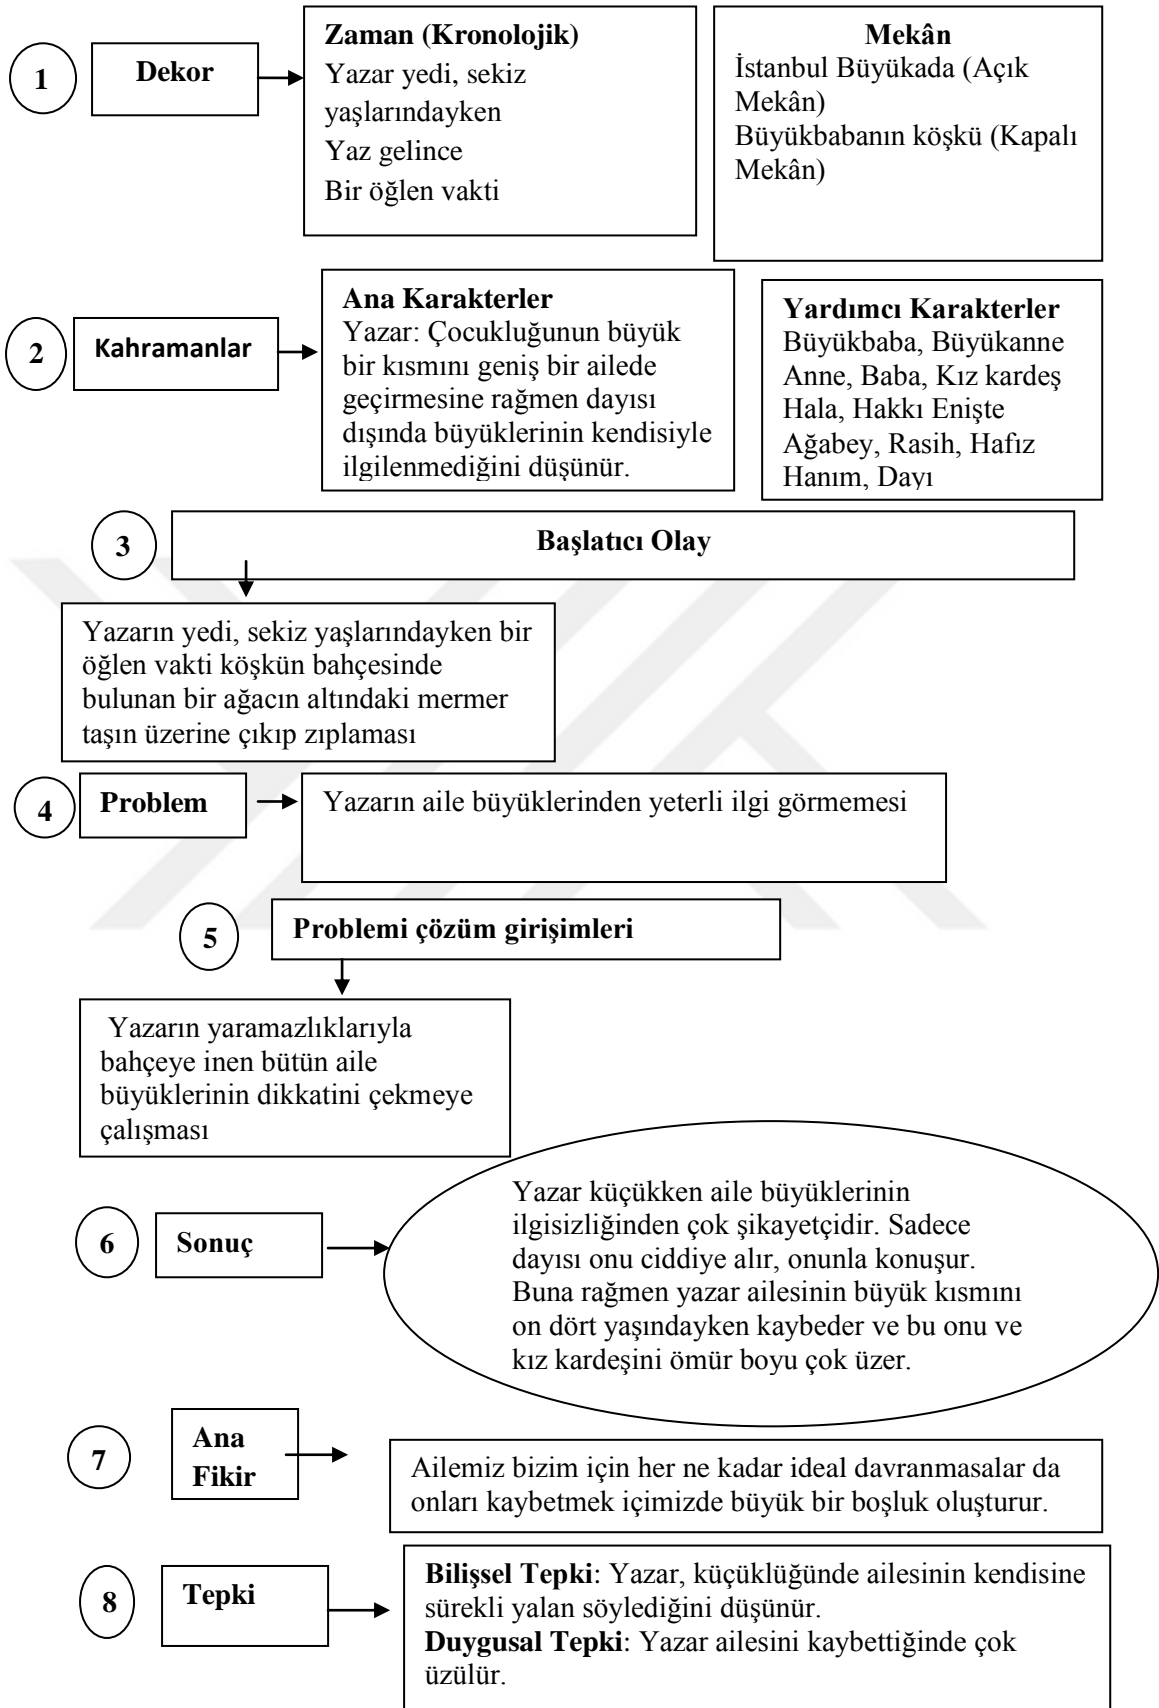 1
Dekor
Zaman (Kronolojik)
Yazar yedi, sekiz
yaşlarındayken
Yaz gelince
Bir öğlen vakti
Mekân
İstanbul Büyükada (Açık
Mekân)
Büyükbabanın köşkü (Kapalı
Mekân)
2
Kahramanlar
Ana Karakterler
Yazar: Çocukluğunun büyük
bir kısmını geniş bir ailede
geçirmesine rağmen dayısı
dışında büyüklerinin kendisiyle
ilgilenmediğini düşünür.
Yardımcı Karakterler
Büyükbaba, Büyükanne
Anne, Baba, Kız kardeş
Hala, Hakkı Enişte
Ağabey, Rasih, Hafız
Hanım, Dayı
3
Başlatıcı Olay
Yazarın yedi, sekiz yaşlarındayken bir
öğlen vakti köşkün bahçesinde
bulunan bir ağacın altındaki mermer
taşın üzerine çıkıp zıplaması
4
Problem
Yazarın aile büyüklerinden yeterli ilgi görmemesi
5
Problemi çözüm girişimleri
Yazarın yaramazlıklarıyla
bahçeye inen bütün aile
büyüklerinin dikkatini çekmeye
çalışması
6
Sonuç
Yazar küçükken aile büyüklerinin
ilgisizliğinden çok şikayetçidir. Sadece
dayısı onu ciddiye alır, onunla konuşur.
Buna rağmen yazar ailesinin büyük kısmını
on dört yaşındayken kaybeder ve bu onu ve
kız kardeşini ömür boyu çok üzer.
7
Ana
Fikir
Ailemiz bizim için her ne kadar ideal davranmasalar da
onları kaybetmek içimizde büyük bir boşluk oluşturur.
8
Tepki
Bilişsel Tepki: Yazar, küçüklüğünde ailesinin kendisine
sürekli yalan söylediğini düşünür.
Duygusal Tepki: Yazar ailesini kaybettiğinde çok
üzülür.